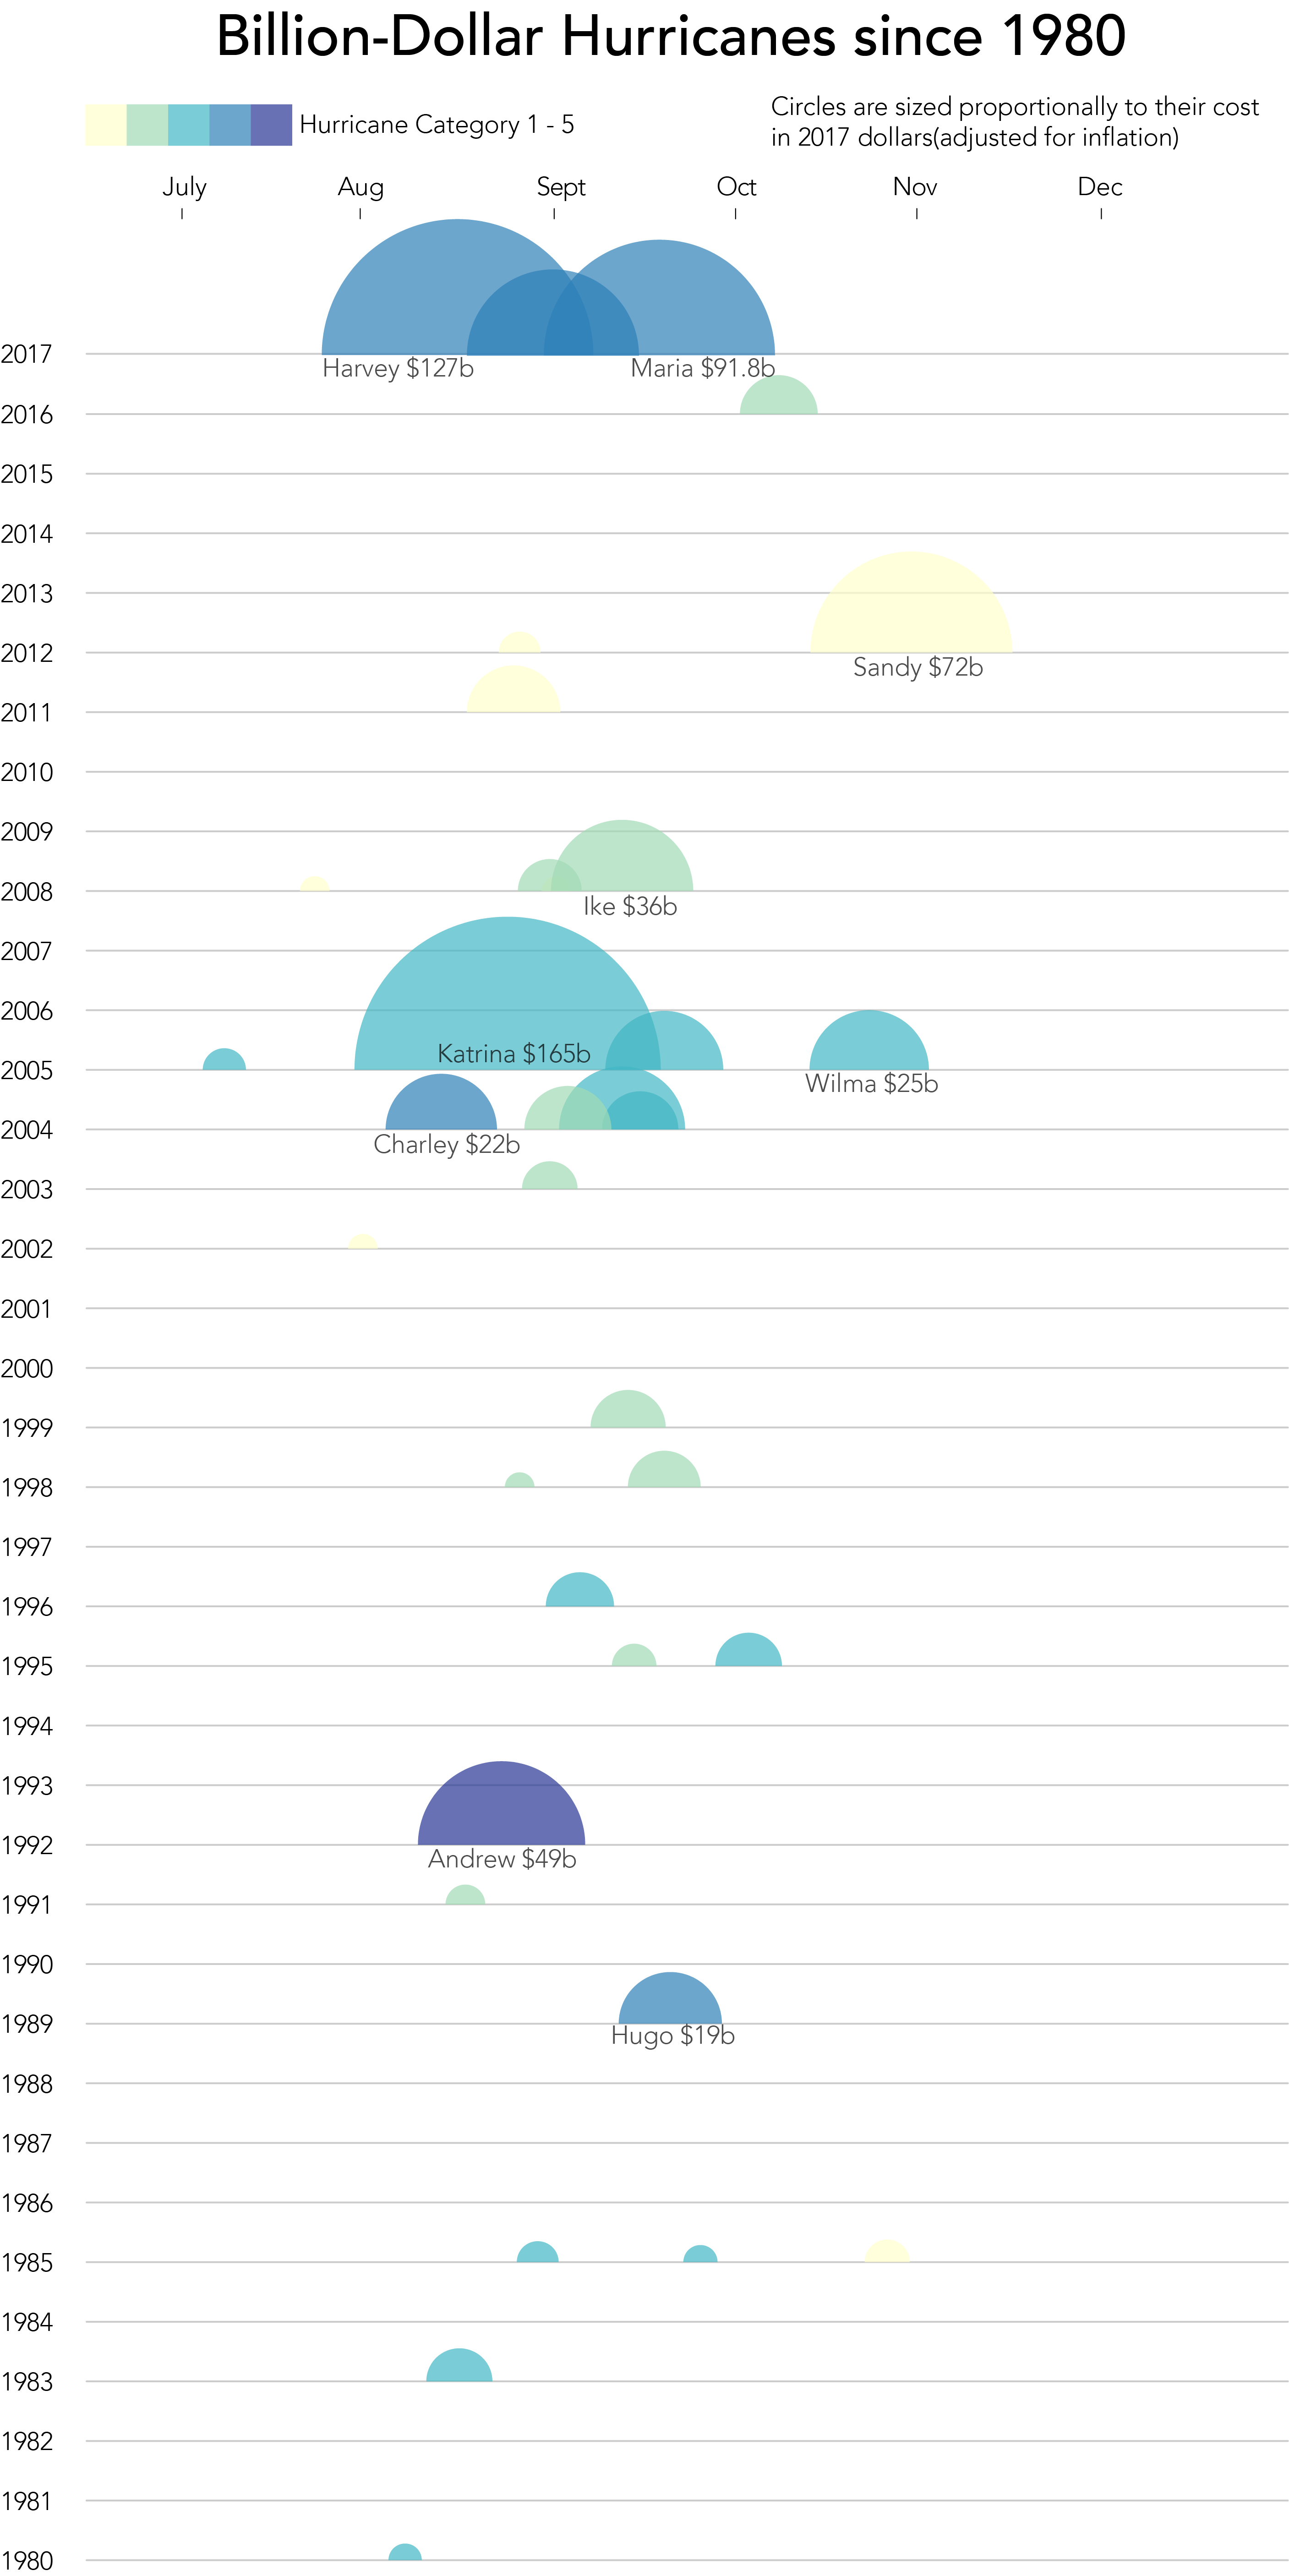 Billion-Dollar Hurricanes since 1980
Hurricane Category 1 - 5
Circles are sized proportionally to their cost
in 2017 dollars(adjusted for inflation)
July Aug Sept Oct Nov Dec
2017
Harvey $127b Maria $91.8b
2016
2015
2014
2013
2012
Sandy $72b
2011
2010
2009
2008
Ike $36b
2007
2006
Katrina $165b
2005
Wilma $25b
2004
Charley $22b
2003
2002
2001
2000
1999
1998
1997
1996
1995
1994
1993
1992
Andrew $49b
1991
1990
1989
Hugo $19b
1988
1987
1986
1985
1984
1983
1982
1981
1980